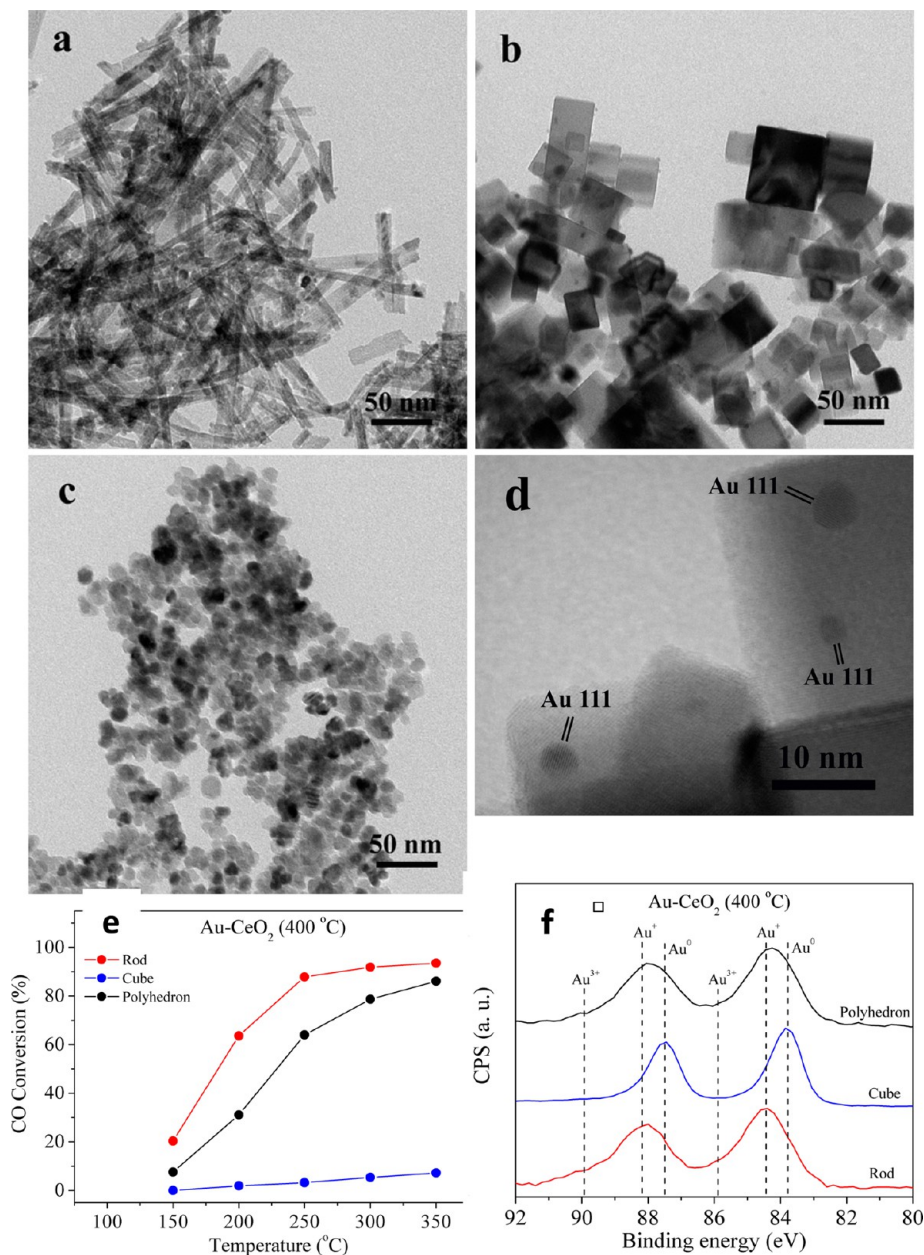 a
50 nm
b
50 nm
c
50 nm
d
Au 111
Au 111
Au 111
10 nm
e
Au-CeO₂ (400 °C)
Rod
Cube
Polyhedron
CO Conversion (%)
100
80
60
40
20
0
100 150 200 250 300 350
Temperature (°C)
f
□ Au-CeO₂ (400 °C)
Au³⁺ Au⁺ Au⁰ Au³⁺ Au⁺ Au⁰
Polyhedron
Cube
Rod
CPS (a. u.)
92 90 88 86 84 82 80
Binding energy (eV)